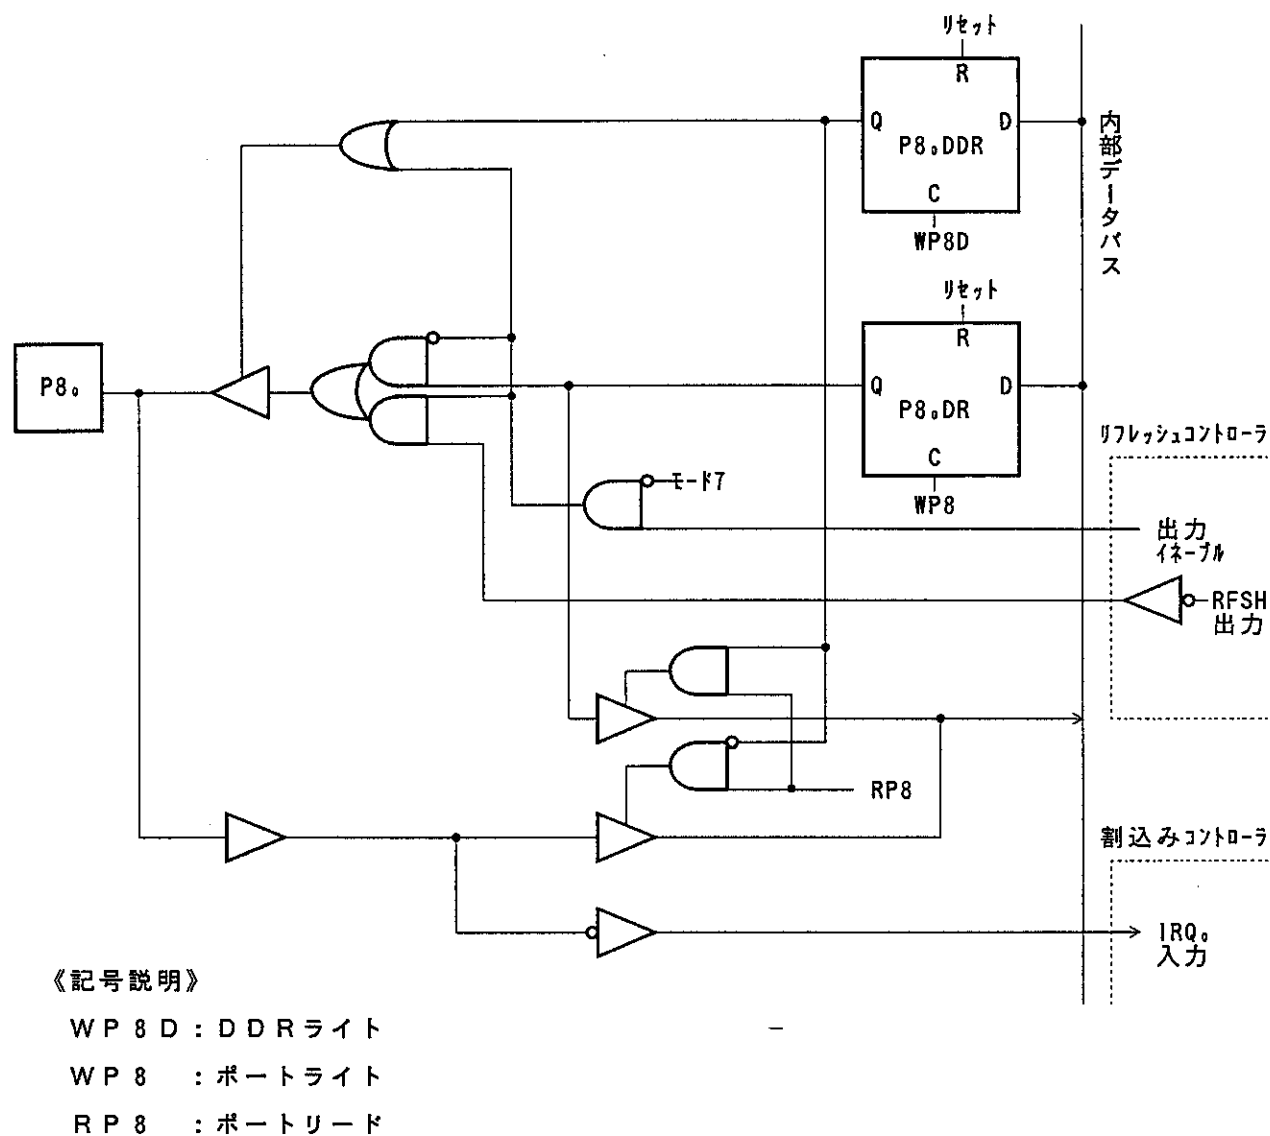 リセット
R
Q
D
P8₀DDR
C
WP8D
内部データバス
リセット
R
Q
D
P8₀DR
C
WP8
P8₀
リフレッシュコントローラ
モード7
出力
イネーブル
RFSH
出力
RP8
割込みコントローラ
IRQ₀
入力
《記号説明》
WP8D：DDRライト
WP8　：ポートライト
RP8　：ポートリード